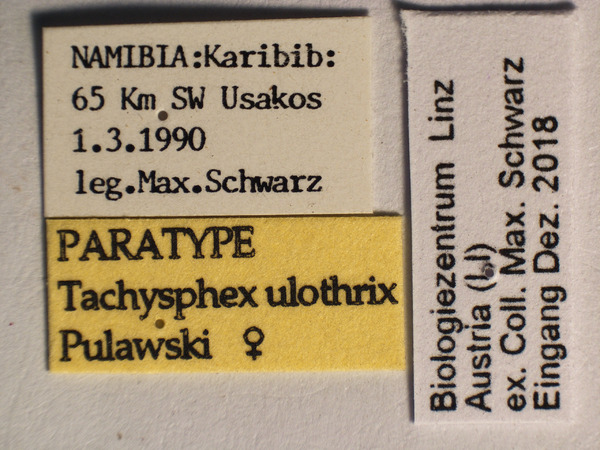 NAMIBIA:Karibib:
65 Km SW Usakos
1.3.1990
leg.Max.Schwarz
PARATYPE
Tachysphex ulothrix
Pulawski ♀
Biologiezentrum Linz
Austria (LI)
ex. Coll. Max. Schwarz
Eingang Dez. 2018